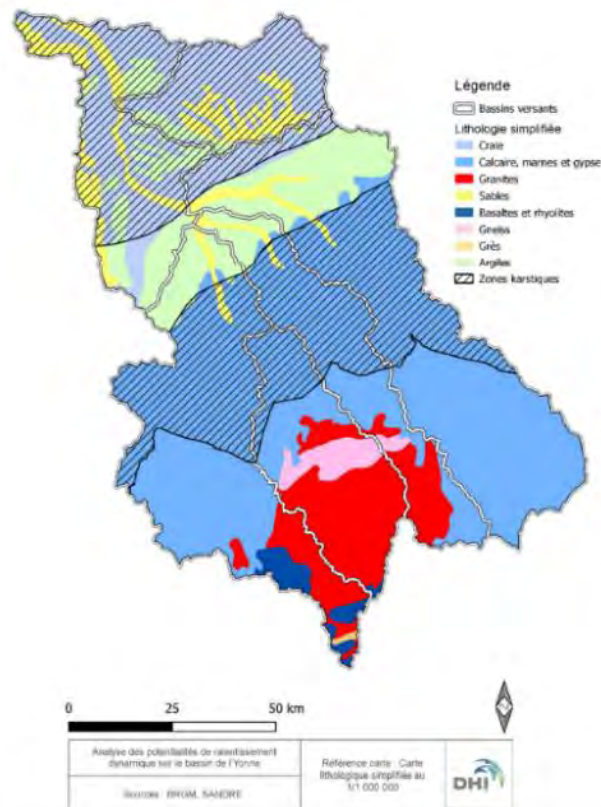 Légende
Bassins versants
Lithologie simplifiée
Craie
Calcaire, marnes et gypse
Granites
Sables
Basaltes et rhyolites
Gneiss
Grès
Argiles
Zones karstiques
0 25 50 km
Analyse des potentialités de ralentissement
dynamique sur le bassin de l'Yonne
Sources : BRGM, SANDRE
Référence carte : Carte
lithologique simplifiée au
1/1 000 000
DHI